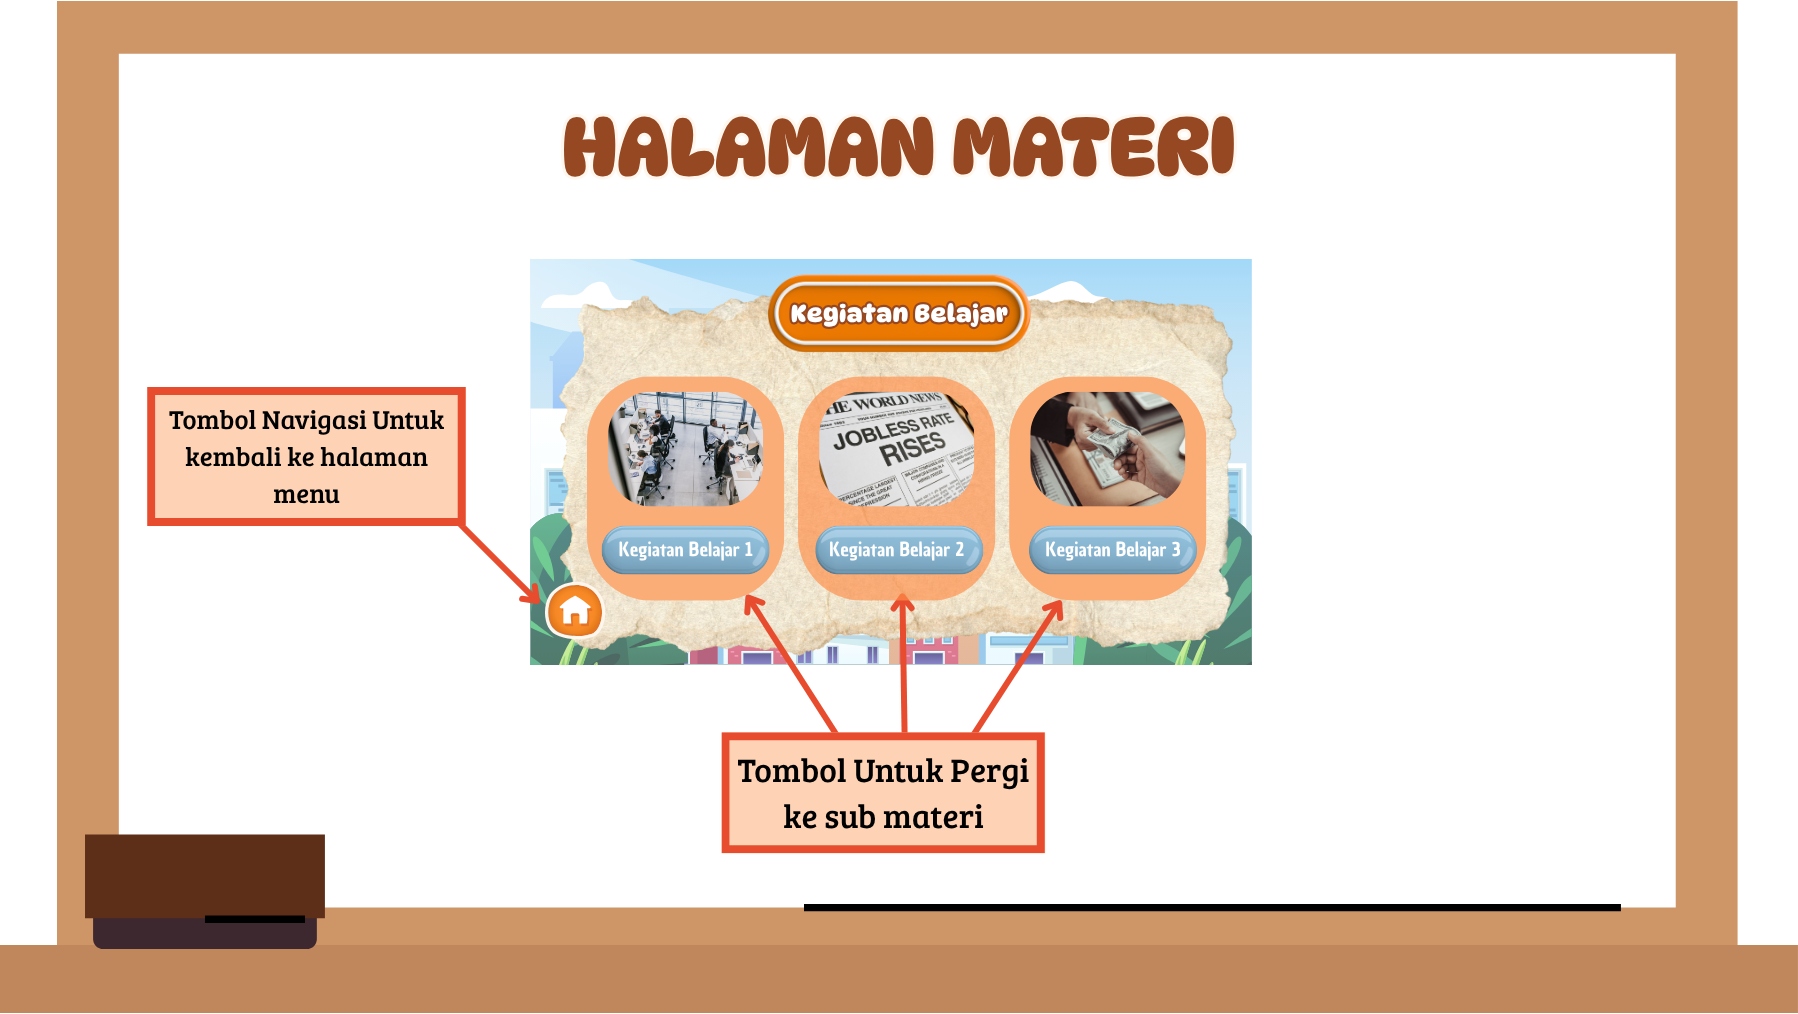 HALAMAN MATERI
Kegiatan Belajar
Tombol Navigasi Untuk
kembali ke halaman
menu
THE WORLD NEWS
JOBLESS RATE
RISES
Kegiatan Belajar 1
Kegiatan Belajar 2
Kegiatan Belajar 3
Tombol Untuk Pergi
ke sub materi